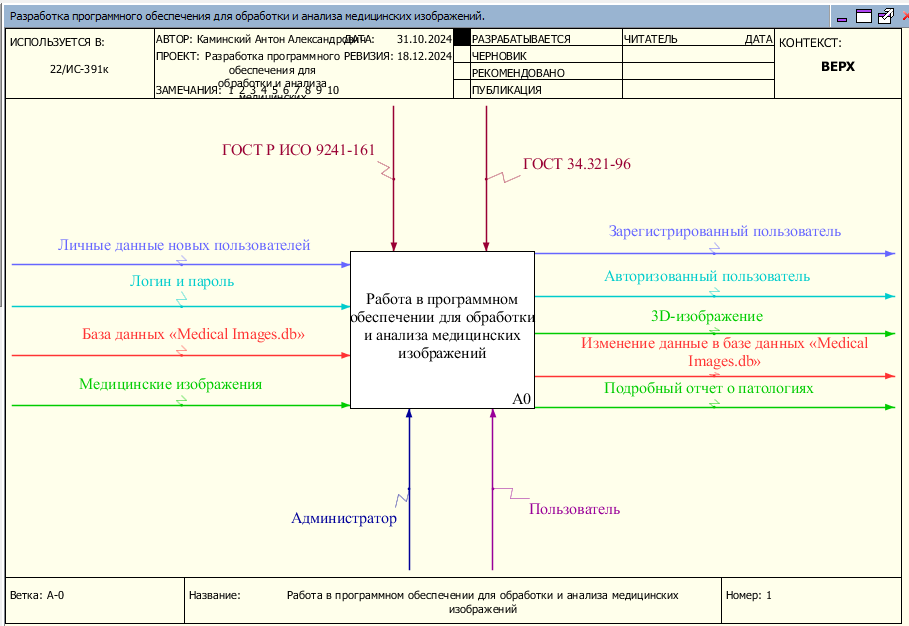 Разработка программного обеспечения для обработки и анализа медицинских изображений.
ИСПОЛЬЗУЕТСЯ В:
22/ИС-391к
АВТОР: Каминский Антон Александрович
ДАТА: 31.10.2024
ПРОЕКТ: Разработка программного
обеспечения для
обработки и анализа
медицинских
РЕВИЗИЯ: 18.12.2024
ЗАМЕЧАНИЯ: 1 2 3 4 5 6 7 8 9 10
РАЗРАБАТЫВАЕТСЯ
ЧЕРНОВИК
РЕКОМЕНДОВАНО
ПУБЛИКАЦИЯ
ЧИТАТЕЛЬ ДАТА
КОНТЕКСТ:
ВЕРХ
ГОСТ Р ИСО 9241-161
ГОСТ 34.321-96
Личные данные новых пользователей
Логин и пароль
База данных «Medical Images.db»
Медицинские изображения
Работа в программном
обеспечении для обработки
и анализа медицинских
изображений
A0
Зарегистрированный пользователь
Авторизованный пользователь
3D-изображение
Изменение данные в базе данных «Medical
Images.db»
Подробный отчет о патологиях
Администратор
Пользователь
Ветка: A-0
Название: Работа в программном обеспечении для обработки и анализа медицинских
изображений
Номер: 1